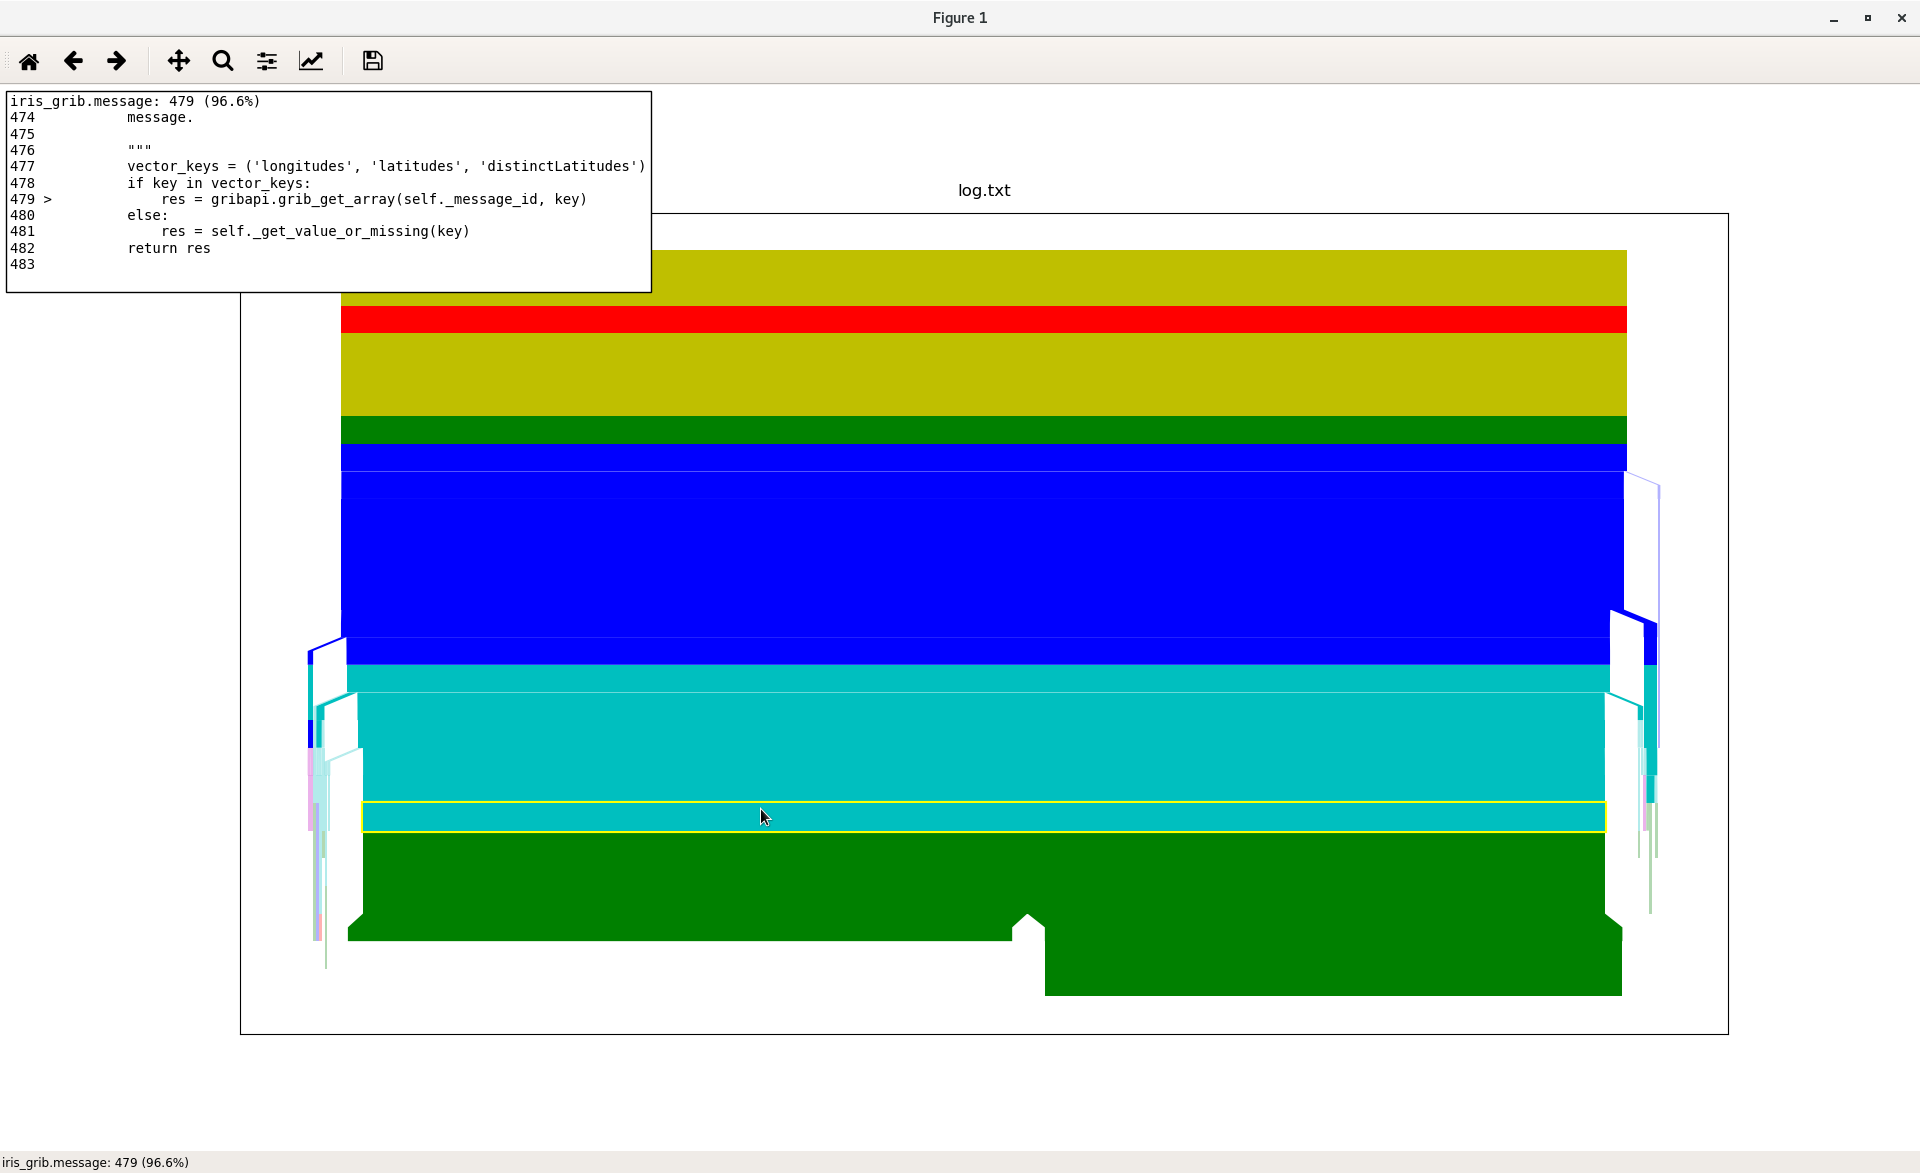 Figure 1
iris_grib.message: 479 (96.6%)
474           message.
475
476           """
477           vector_keys = ('longitudes', 'latitudes', 'distinctLatitudes')
478           if key in vector_keys:
479 >             res = gribapi.grib_get_array(self._message_id, key)
480           else:
481               res = self._get_value_or_missing(key)
482           return res
483
log.txt
iris_grib.message: 479 (96.6%)